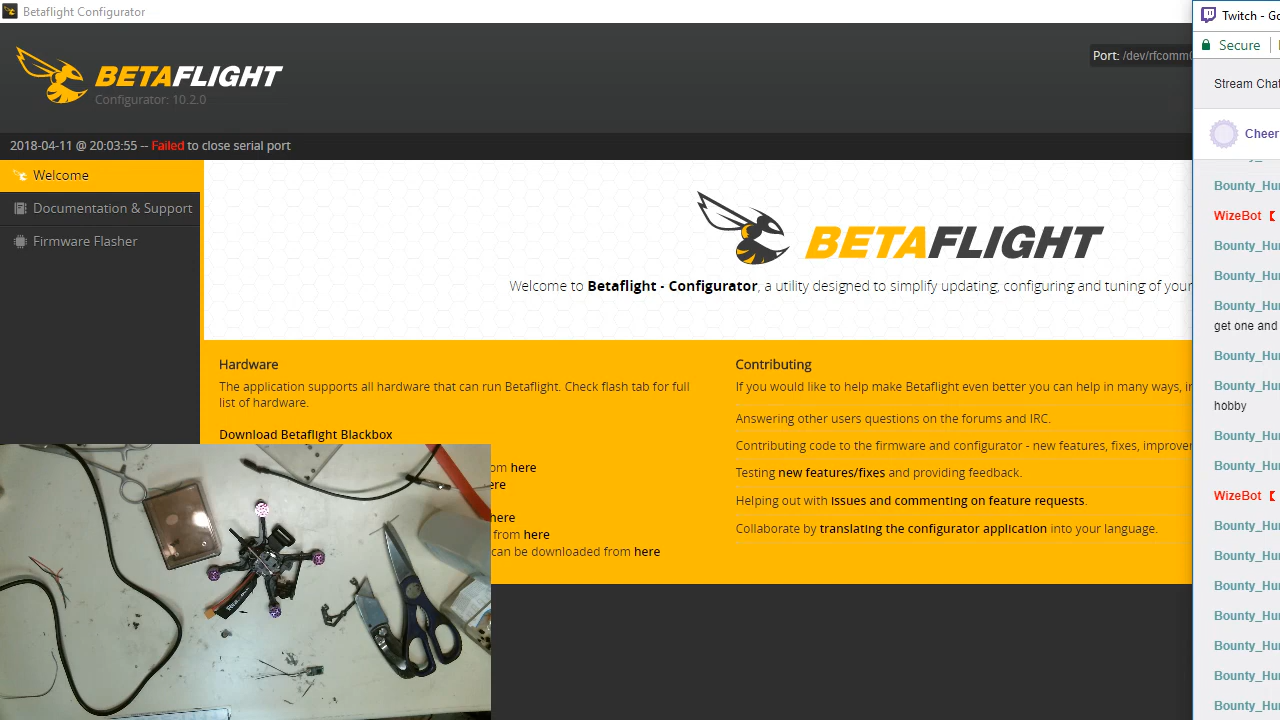 Betaflight Configurator
BETAFLIGHT
Configurator: 10.2.0
Port: /dev/rfcomm
2018-04-11 @ 20:03:55 -- Failed to close serial port
Welcome
Documentation & Support
Firmware Flasher
BETAFLIGHT
Welcome to Betaflight - Configurator, a utility designed to simplify updating, configuring and tuning of your
Hardware
The application supports all hardware that can run Betaflight. Check flash tab for full
list of hardware.
Download Betaflight Blackbox
om here
ere
here
from here
can be downloaded from here
Contributing
If you would like to help make Betaflight even better you can help in many ways, in
Answering other users questions on the forums and IRC.
Contributing code to the firmware and configurator - new features, fixes, improver
Testing new features/fixes and providing feedback.
Helping out with issues and commenting on feature requests.
Collaborate by translating the configurator application into your language.
Twitch - Go
Secure
Stream Chat
Cheer
Bounty_Hu
WizeBot
Bounty_Hu
Bounty_Hu
Bounty_Hu
get one and
Bounty_Hu
Bounty_Hu
hobby
Bounty_Hu
Bounty_Hu
WizeBot
Bounty_Hu
Bounty_Hu
Bounty_Hu
Bounty_Hu
Bounty_Hu
Bounty_Hu
Bounty_Hu